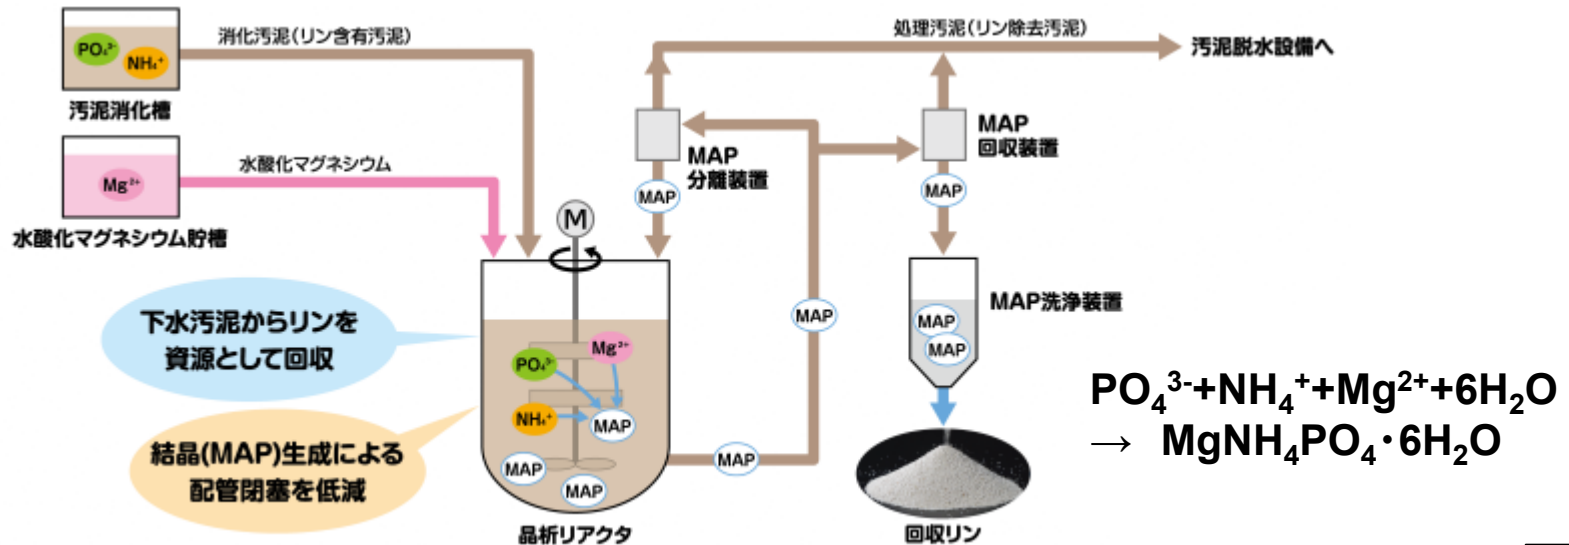 PO₄³⁻
NH₄⁺
汚泥消化槽
消化汚泥(リン含有汚泥)
Mg²⁺
水酸化マグネシウム貯槽
水酸化マグネシウム
処理汚泥(リン除去汚泥)
汚泥脱水設備へ
MAP
分離装置
MAP
MAP
回収装置
MAP
M
下水汚泥からリンを
資源として回収
結晶(MAP)生成による
配管閉塞を低減
PO₄³⁻
Mg²⁺
NH₄⁺
MAP
MAP
MAP
晶析リアクタ
MAP
MAP
MAP洗浄装置
MAP
MAP
回収リン
PO₄³⁻+NH₄⁺+Mg²⁺+6H₂O
→ MgNH₄PO₄・6H₂O